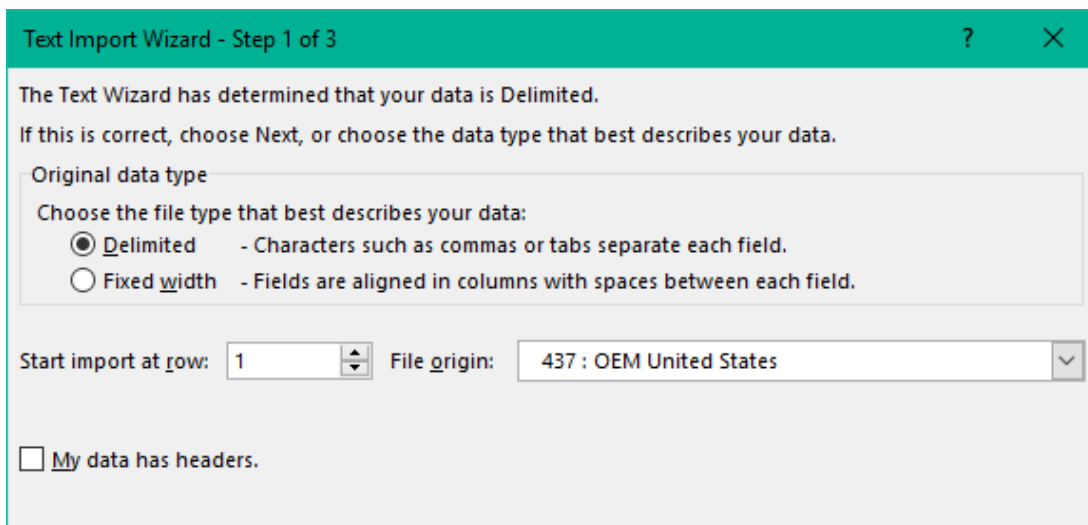 Text Import Wizard - Step 1 of 3 ?
The Text Wizard has determined that your data is Delimited.
If this is correct, choose Next, or choose the data type that best describes your data.
Original data type
Choose the file type that best describes your data:
Delimited - Characters such as commas or tabs separate each field.
Fixed width - Fields are aligned in columns with spaces between each field.
Start import at row: 1 File origin: 437 : OEM United States
My data has headers.